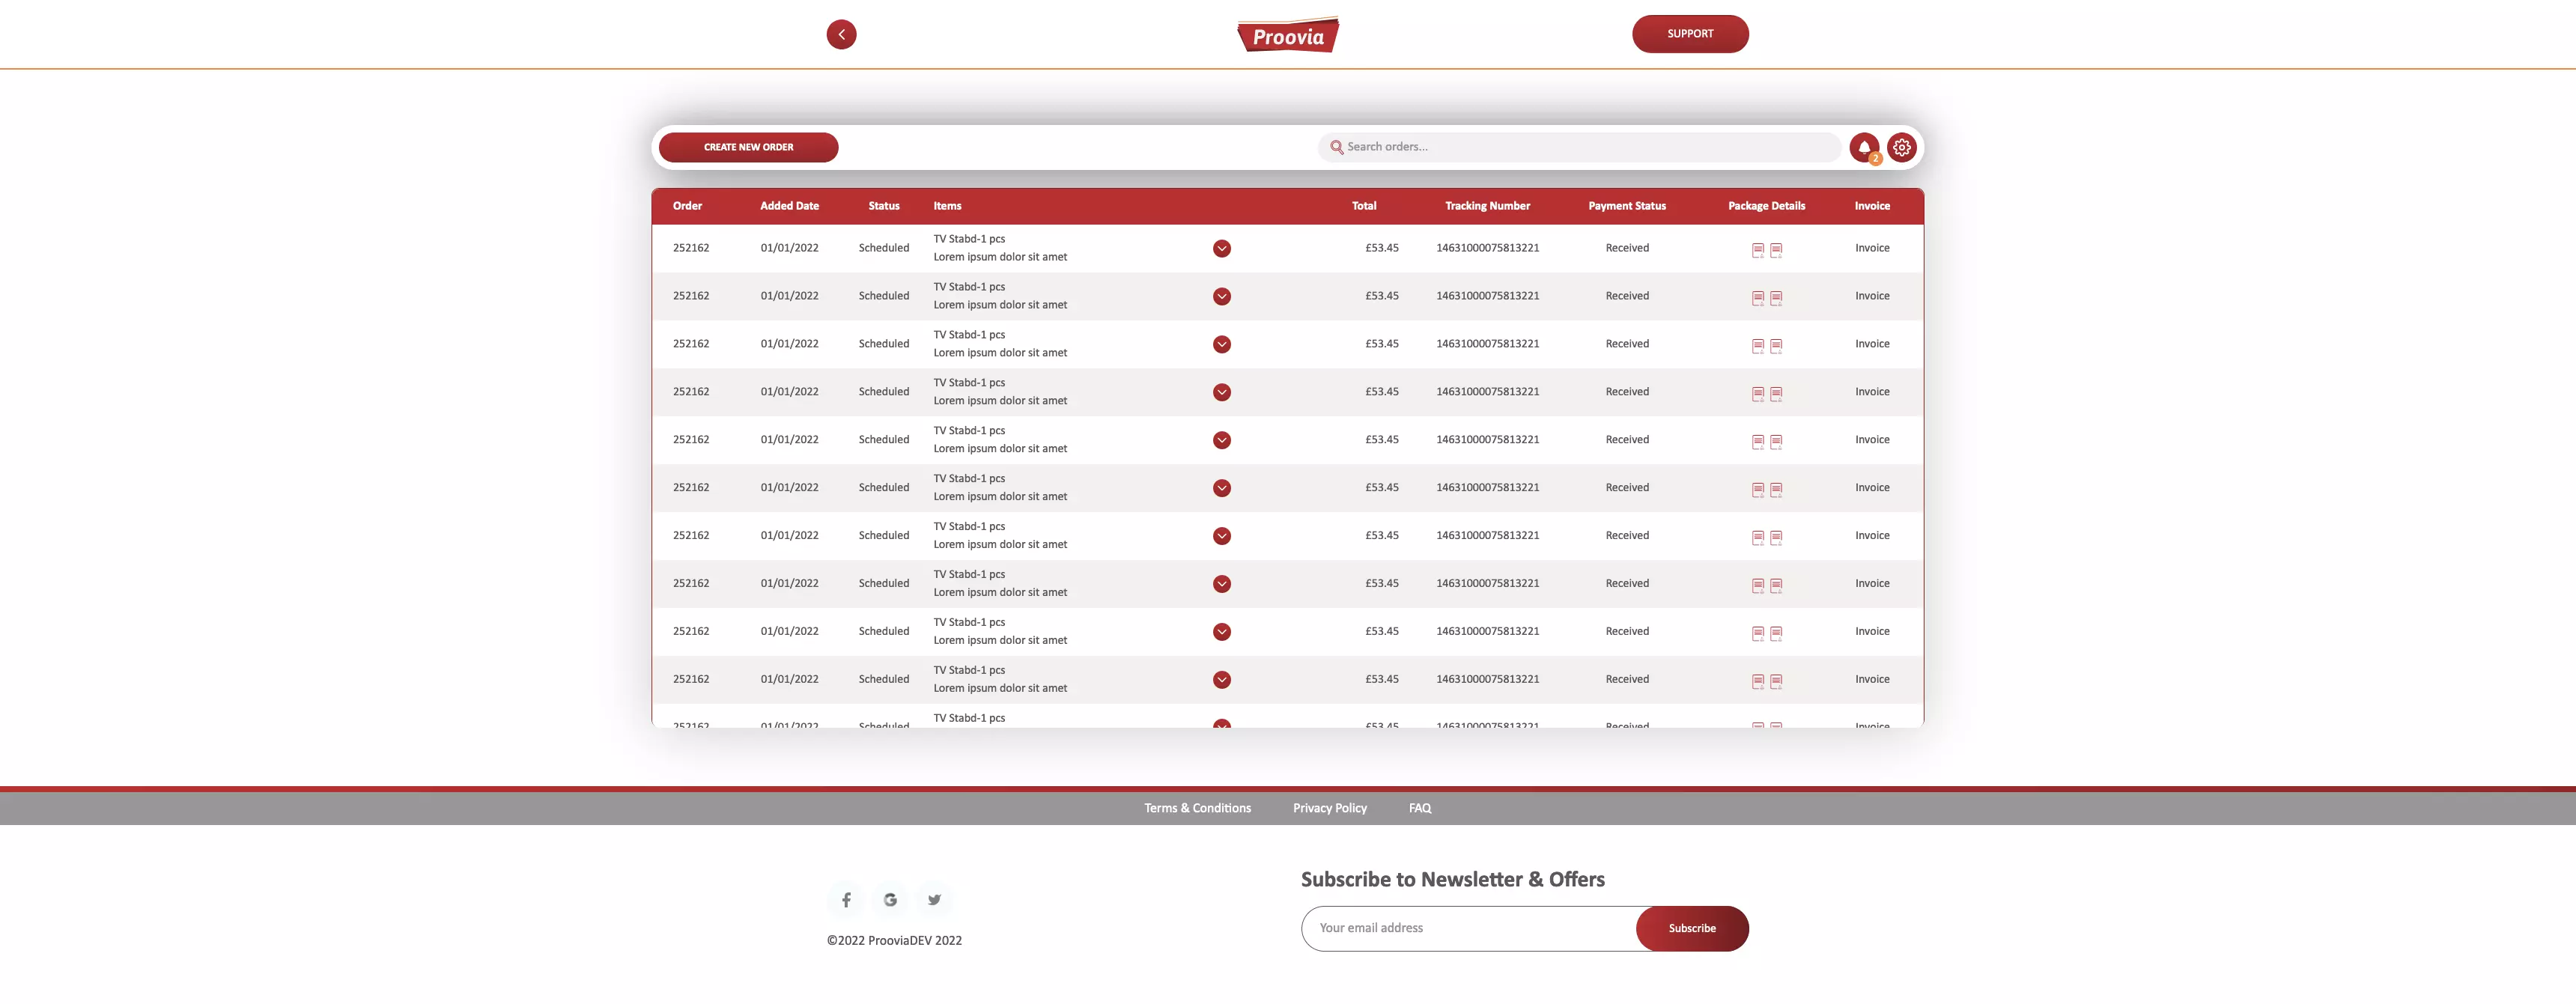 Proovia
SUPPORT
CREATE NEW ORDER
Search orders...
2
Order Added Date Status Items Total Tracking Number Payment Status Package Details Invoice
TV Stabd-1 pcs
252162 01/01/2022 Scheduled £53.45 14631000075813221 Received Invoice
Lorem ipsum dolor sit amet
TV Stabd-1 pcs
252162 01/01/2022 Scheduled £53.45 14631000075813221 Received Invoice
Lorem ipsum dolor sit amet
TV Stabd-1 pcs
252162 01/01/2022 Scheduled £53.45 14631000075813221 Received Invoice
Lorem ipsum dolor sit amet
TV Stabd-1 pcs
252162 01/01/2022 Scheduled £53.45 14631000075813221 Received Invoice
Lorem ipsum dolor sit amet
TV Stabd-1 pcs
252162 01/01/2022 Scheduled £53.45 14631000075813221 Received Invoice
Lorem ipsum dolor sit amet
TV Stabd-1 pcs
252162 01/01/2022 Scheduled £53.45 14631000075813221 Received Invoice
Lorem ipsum dolor sit amet
TV Stabd-1 pcs
252162 01/01/2022 Scheduled £53.45 14631000075813221 Received Invoice
Lorem ipsum dolor sit amet
TV Stabd-1 pcs
252162 01/01/2022 Scheduled £53.45 14631000075813221 Received Invoice
Lorem ipsum dolor sit amet
TV Stabd-1 pcs
252162 01/01/2022 Scheduled £53.45 14631000075813221 Received Invoice
Lorem ipsum dolor sit amet
TV Stabd-1 pcs
252162 01/01/2022 Scheduled £53.45 14631000075813221 Received Invoice
Lorem ipsum dolor sit amet
TV Stabd-1 pcs
252162 01/01/2022 Scheduled £53.45 14631000075813221 Received Invoice
Terms & Conditions Privacy Policy FAQ
Subscribe to Newsletter & Offers
Your email address
Subscribe
©2022 ProoviaDEV 2022